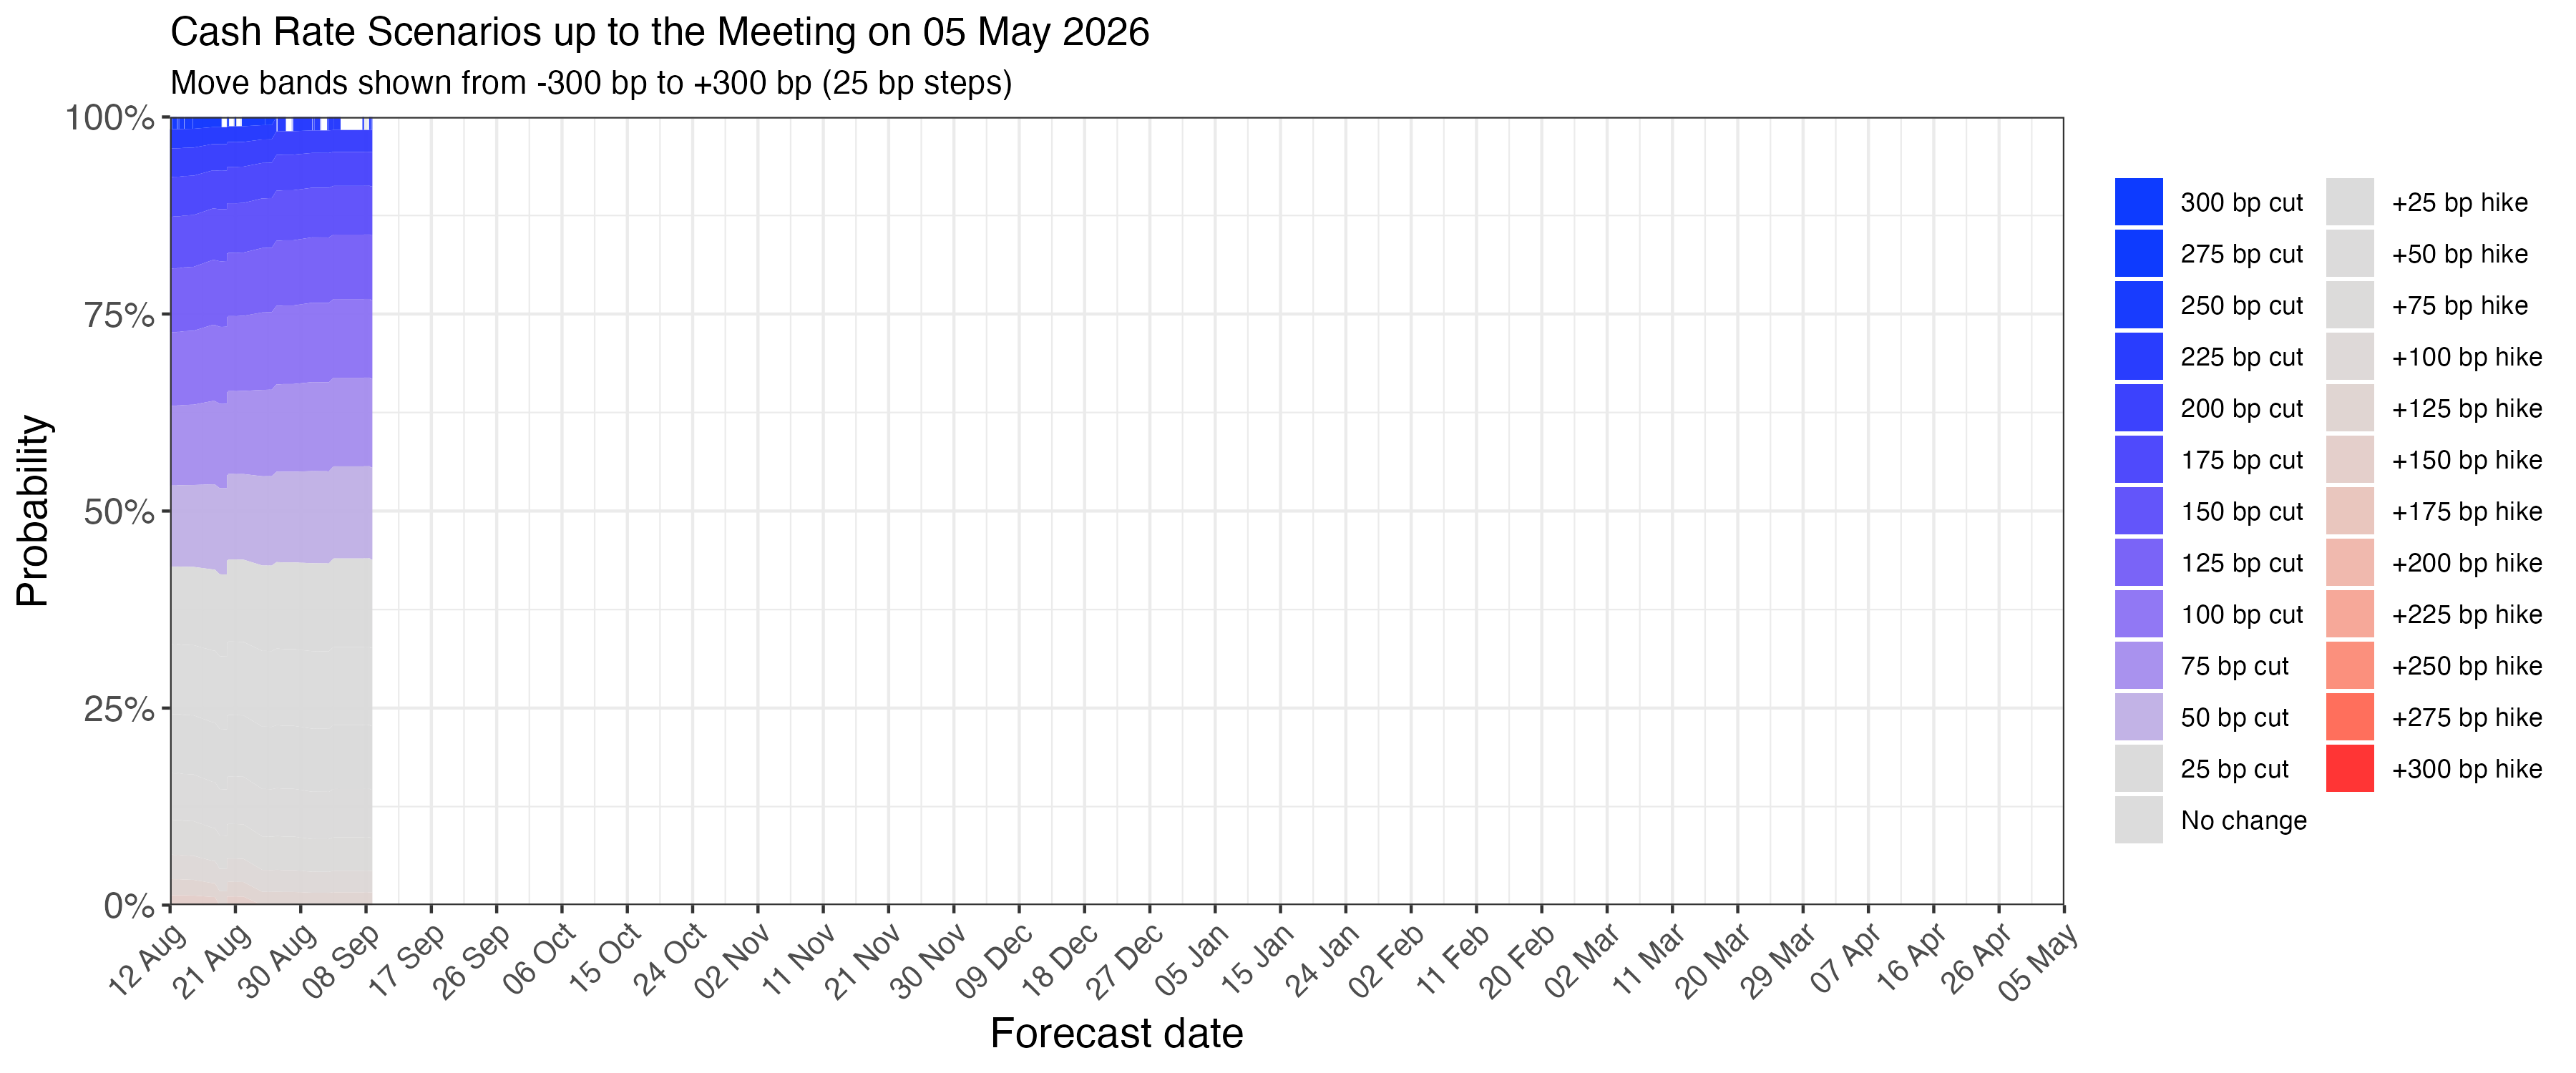 Cash Rate Scenarios up to the Meeting on 05 May 2026
Move bands shown from -300 bp to +300 bp (25 bp steps)
Probability
100%
75%
50%
25%
0%
12 Aug
21 Aug
30 Aug
08 Sep
17 Sep
26 Sep
06 Oct
15 Oct
24 Oct
02 Nov
11 Nov
21 Nov
30 Nov
09 Dec
18 Dec
27 Dec
05 Jan
15 Jan
24 Jan
02 Feb
11 Feb
20 Feb
02 Mar
11 Mar
20 Mar
29 Mar
07 Apr
16 Apr
26 Apr
05 May
Forecast date
300 bp cut
275 bp cut
250 bp cut
225 bp cut
200 bp cut
175 bp cut
150 bp cut
125 bp cut
100 bp cut
75 bp cut
50 bp cut
25 bp cut
No change
+25 bp hike
+50 bp hike
+75 bp hike
+100 bp hike
+125 bp hike
+150 bp hike
+175 bp hike
+200 bp hike
+225 bp hike
+250 bp hike
+275 bp hike
+300 bp hike